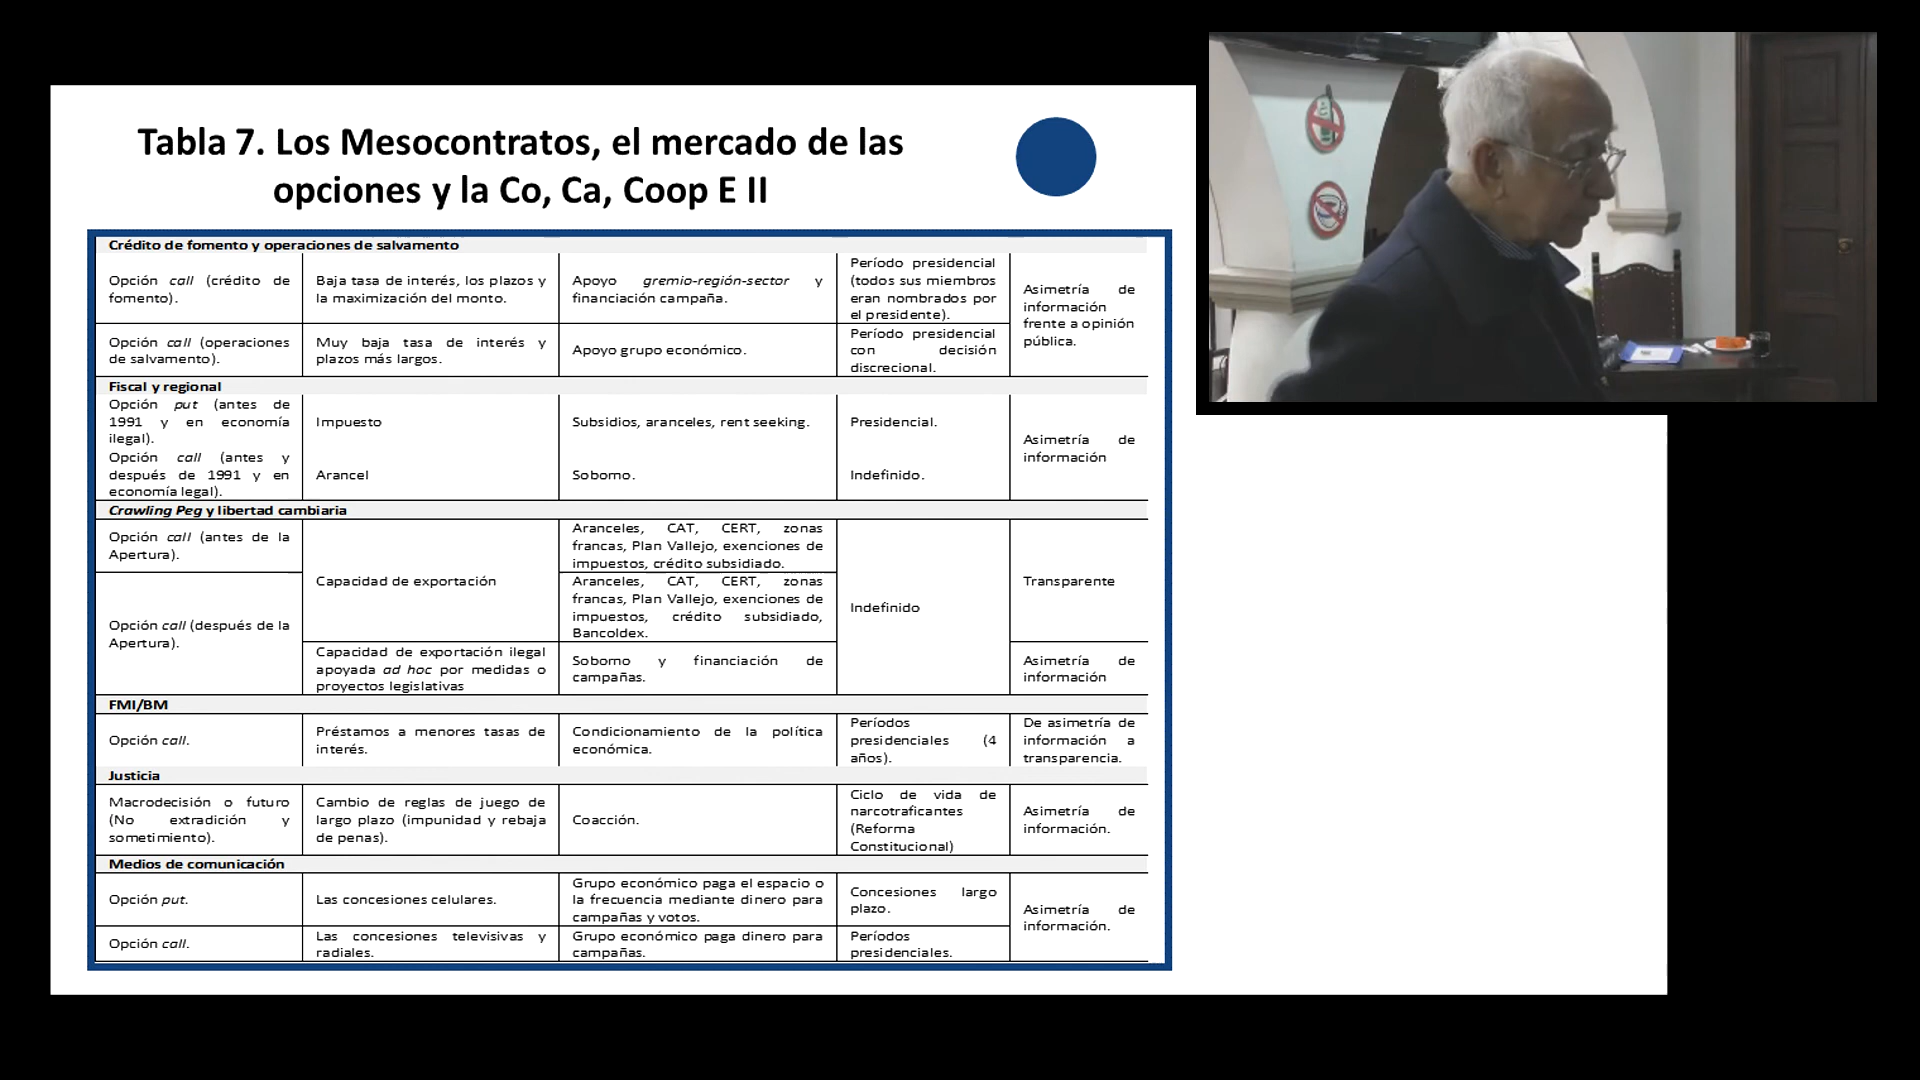 Tabla 7. Los Mesocontratos, el mercado de las
opciones y la Co, Ca, Coop E II
Crédito de fomento y operaciones de salvamento
Opción call (crédito de
fomento).
Baja tasa de interés, los plazos y
la maximización del monto.
Apoyo gremio-región-sector y
financiación campaña.
Período presidencial
(todos sus miembros
eran nombrados por
el presidente).
Asimetría de
información
frente a opinión
pública.
Opción call (operaciones
de salvamento).
Muy baja tasa de interés y
plazos más largos.
Apoyo grupo económico.
Período presidencial
con decisión
discrecional.
Fiscal y regional
Opción put (antes de
1991 y en economía
ilegal).
Impuesto
Subsidios, aranceles, rent seeking.
Presidencial.
Asimetría de
información
Opción call (antes y
después de 1991 y en
economía legal).
Arancel
Soborno.
Indefinido.
Crawling Peg y libertad cambiaria
Opción call (antes de la
Apertura).
Capacidad de exportación
Aranceles, CAT, CERT, zonas
francas, Plan Vallejo, exenciones de
impuestos, crédito subsidiado.
Indefinido
Transparente
Opción call (después de la
Apertura).
Aranceles, CAT, CERT, zonas
francas, Plan Vallejo, exenciones de
impuestos, crédito subsidiado,
Bancoldex.
Capacidad de exportación ilegal
apoyada ad hoc por medidas o
proyectos legislativas
Soborno y financiación de
campañas.
Asimetría de
información
FMI/BM
Opción call.
Préstamos a menores tasas de
interés.
Condicionamiento de la política
económica.
Períodos
presidenciales (4
años).
De asimetría de
información a
transparencia.
Justicia
Macrodecisión o futuro
(No extradición y
sometimiento).
Cambio de reglas de juego de
largo plazo (impunidad y rebaja
de penas).
Coacción.
Ciclo de vida de
narcotraficantes
(Reforma
Constitucional)
Asimetría de
información.
Medios de comunicación
Opción put.
Las concesiones celulares.
Grupo económico paga el espacio o
la frecuencia mediante dinero para
campañas y votos.
Concesiones largo
plazo.
Asimetría de
información.
Opción call.
Las concesiones televisivas y
radiales.
Grupo económico paga dinero para
campañas.
Períodos
presidenciales.